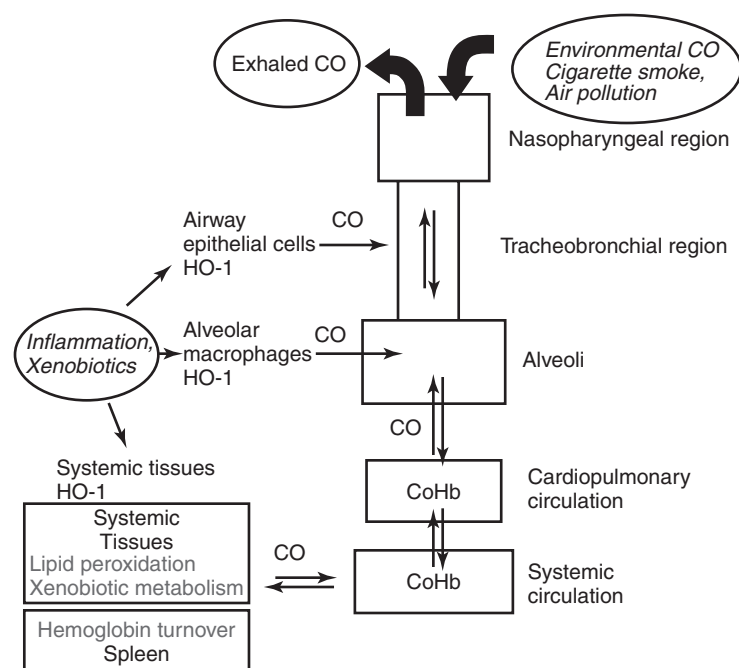 Exhaled CO
Environmental CO
Cigarette smoke,
Air pollution
Nasopharyngeal region
Airway
epithelial cells
HO-1
CO
Tracheobronchial region
Inflammation,
Xenobiotics
Alveolar
macrophages
HO-1
CO
Alveoli
CO
Systemic tissues
HO-1
CoHb
Cardiopulmonary
circulation
Systemic
Tissues
Lipid peroxidation
Xenobiotic metabolism
CO
CoHb
Systemic
circulation
Hemoglobin turnover
Spleen